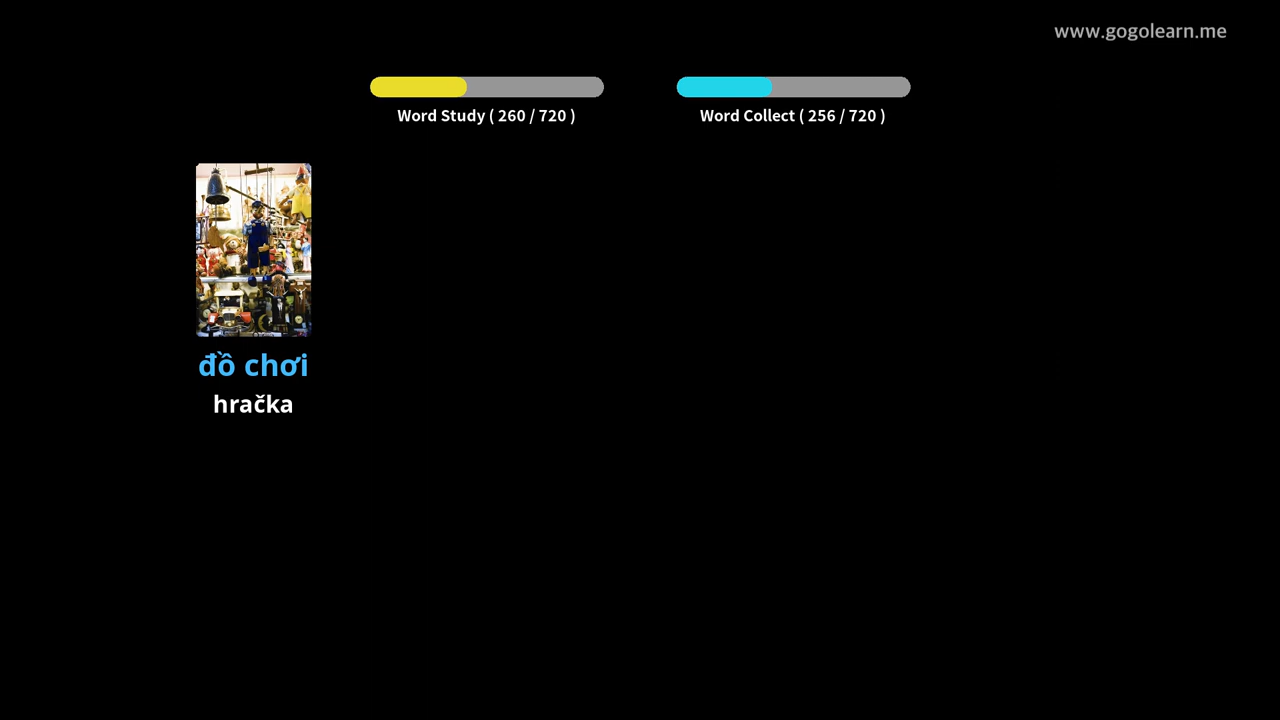 www.gogolearn.me
Word Study ( 260 / 720 )
Word Collect ( 256 / 720 )
đồ chơi
hračka